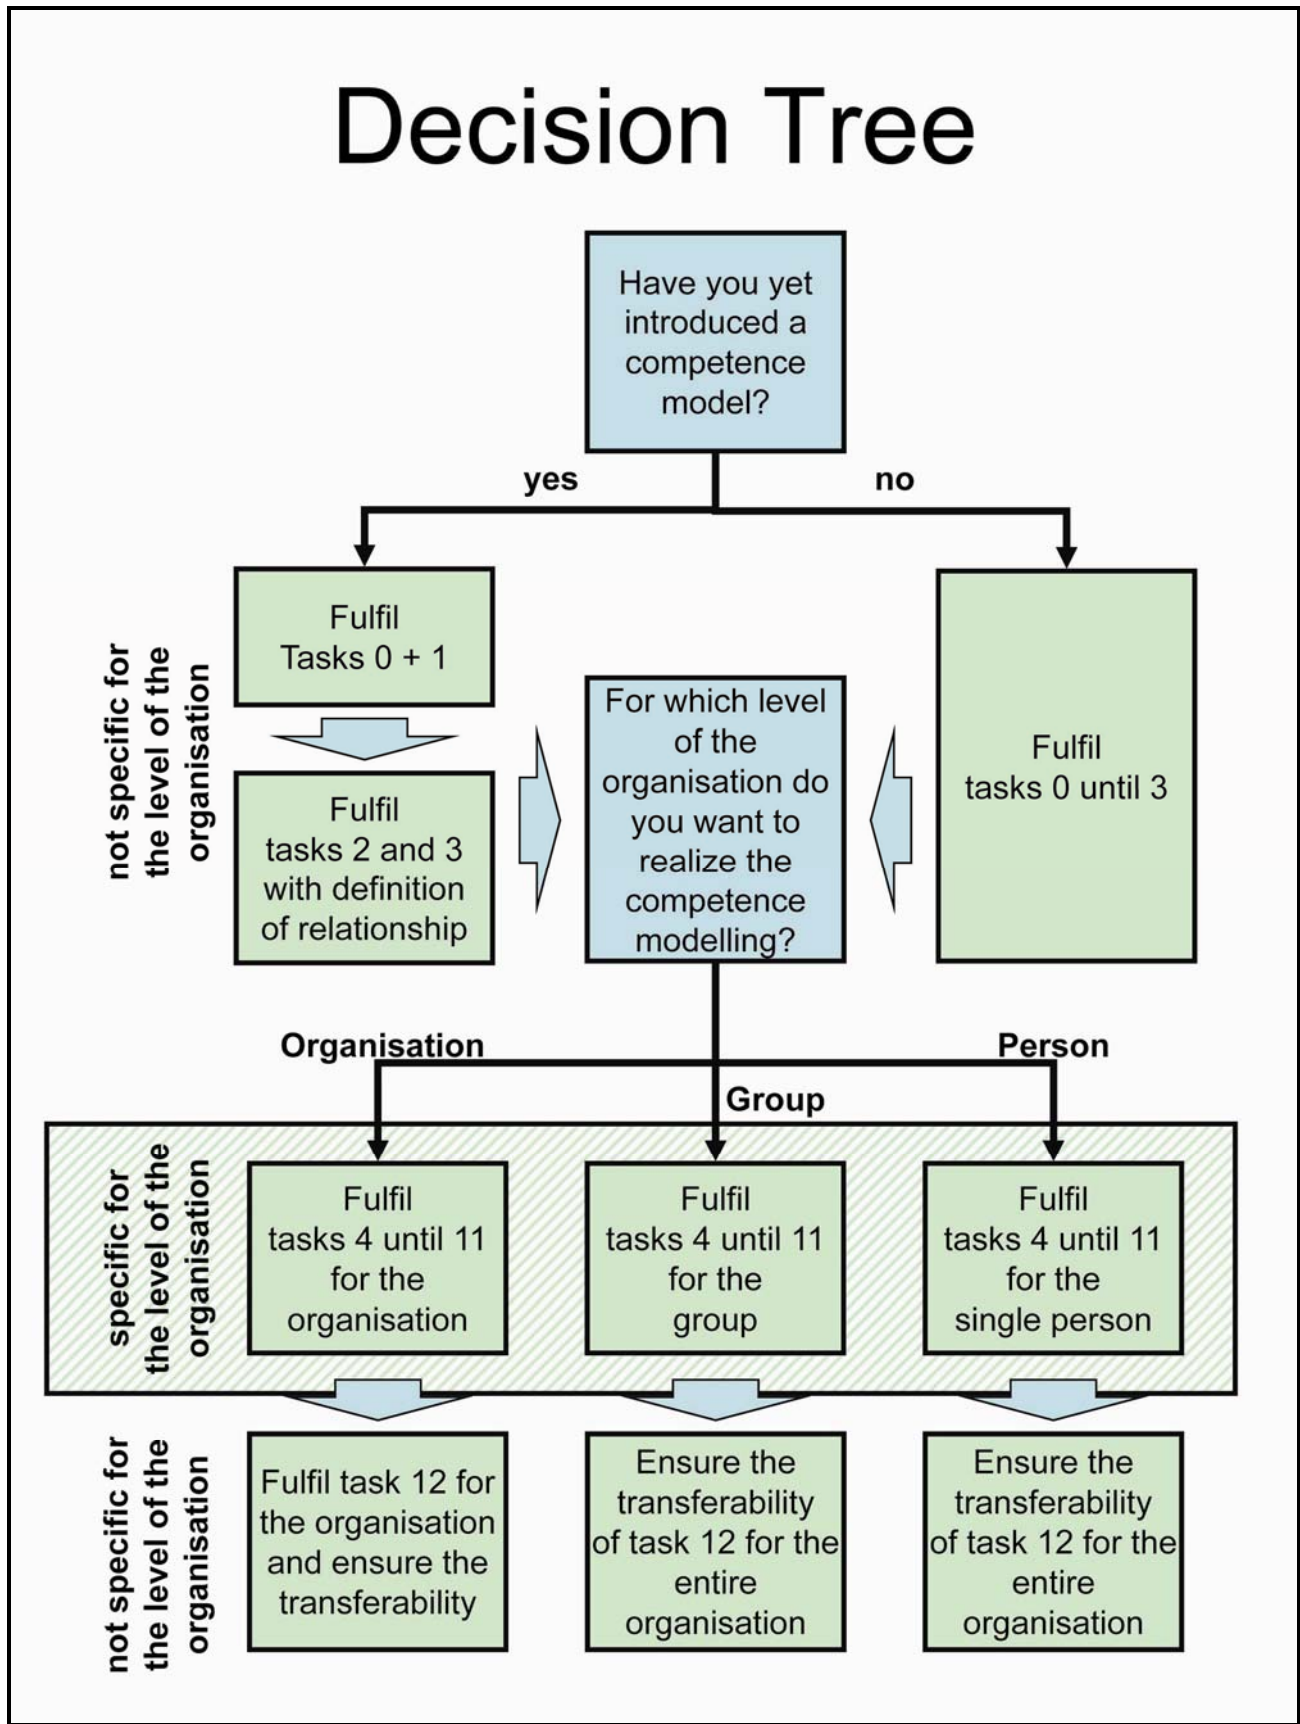 Decision Tree
Have you yet
introduced a
competence
model?
yes
no
not specific for
the level of the
organisation
Fulfil
Tasks 0 + 1
Fulfil
tasks 2 and 3
with definition
of relationship
For which level
of the
organisation do
you want to
realize the
competence
modelling?
Fulfil
tasks 0 until 3
Organisation
Group
Person
specific for
the level of the
organisation
Fulfil
tasks 4 until 11
for the
organisation
Fulfil
tasks 4 until 11
for the
group
Fulfil
tasks 4 until 11
for the
single person
not specific for
the level of the
organisation
Fulfil task 12 for
the organisation
and ensure the
transferability
Ensure the
transferability
of task 12 for the
entire
organisation
Ensure the
transferability
of task 12 for the
entire
organisation